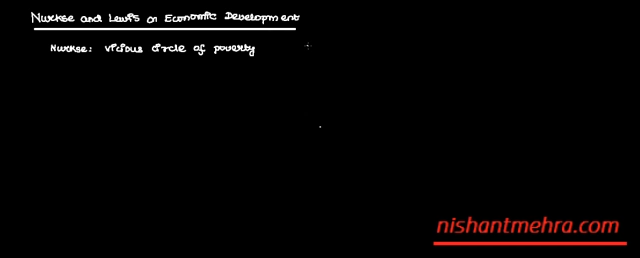 Nurkse and Lewis on Economic Development
Nurkse: vicious circle of poverty
nishantmehra.com